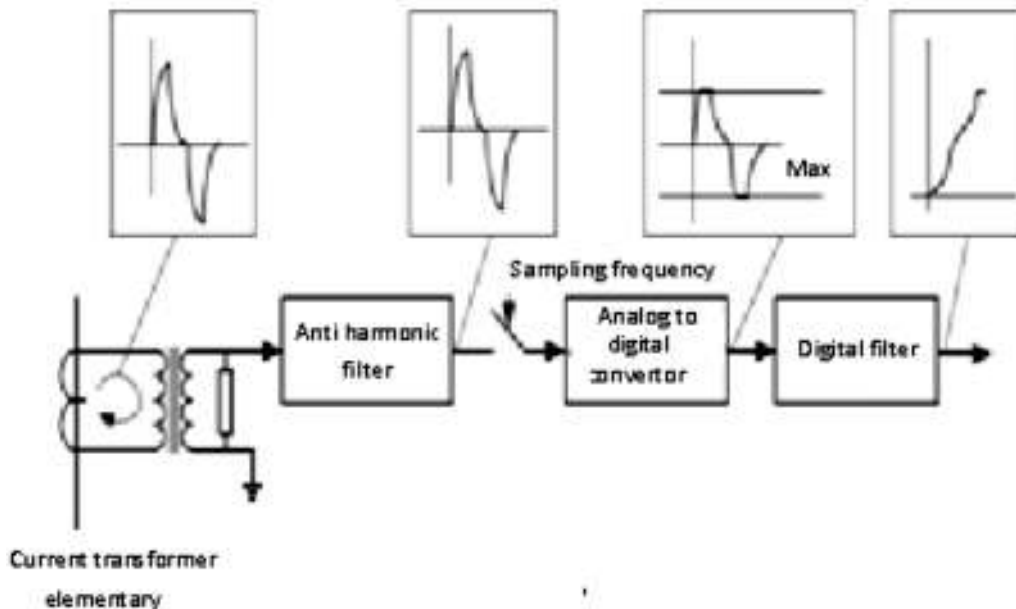 Max
Sampling frequency
Anti harmonic
filter
Analog to
digital
convertor
Digital filter
Current transformer
elementary